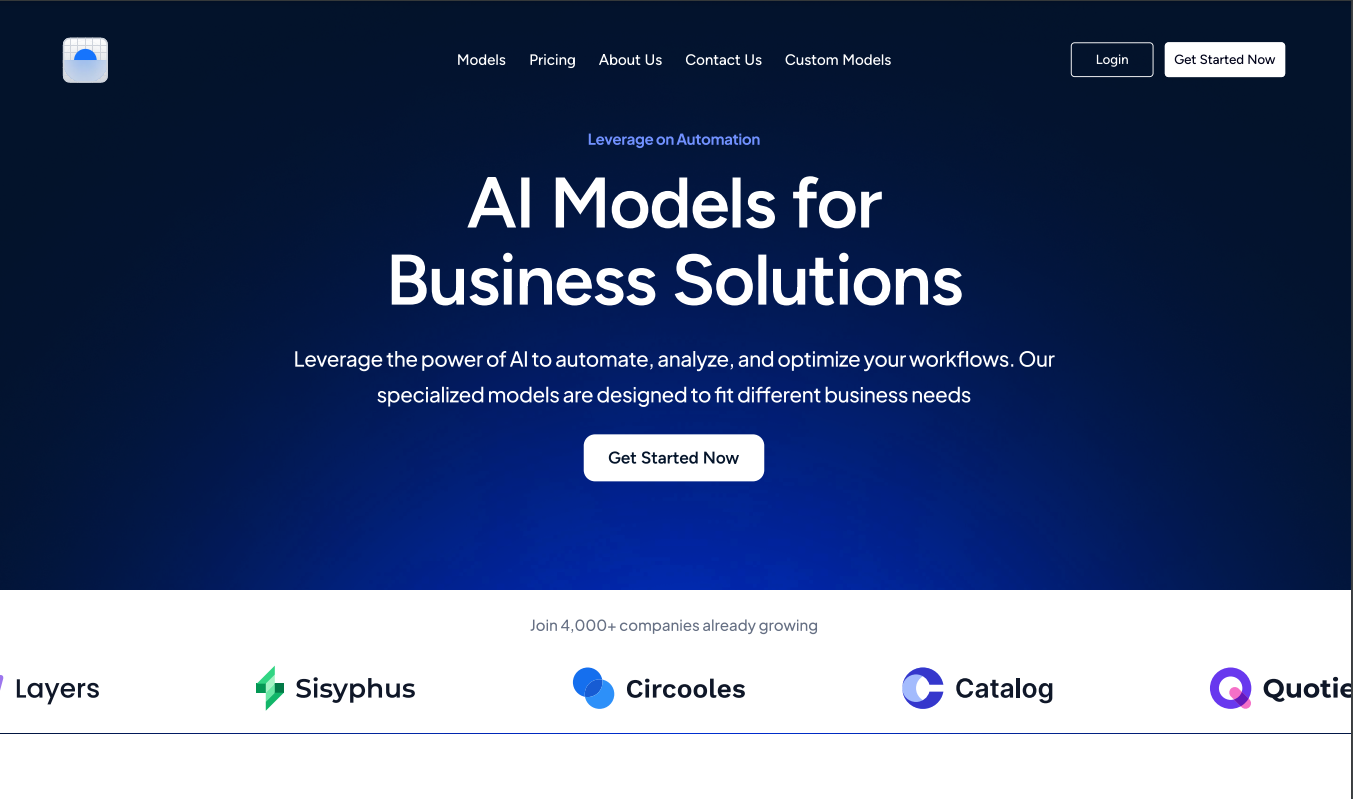 Models
Pricing
About Us
Contact Us
Custom Models
Login
Get Started Now
Leverage on Automation
AI Models for
Business Solutions
Leverage the power of AI to automate, analyze, and optimize your workflows. Our
specialized models are designed to fit different business needs
Get Started Now
Join 4,000+ companies already growing
Layers
Sisyphus
Circooles
Catalog
Quotie